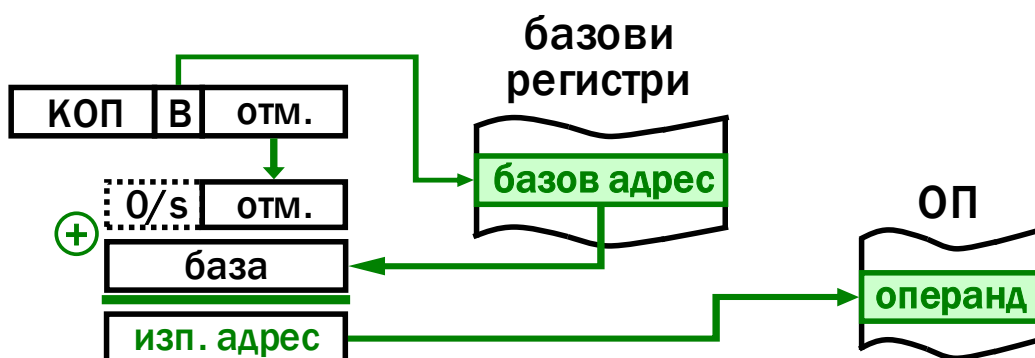 базови
регистри
КОП В отм.
базов адрес
0/s отм.
ОП
+
база
операнд
изп. адрес